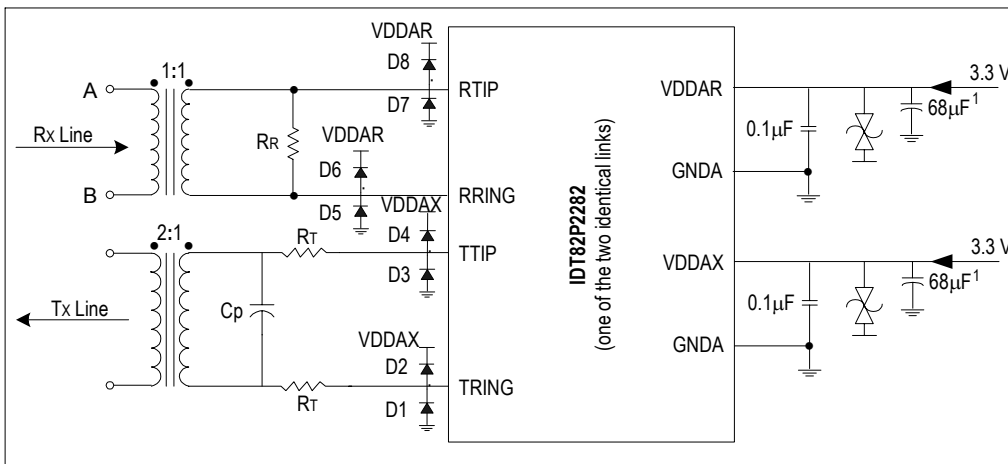 VDDAR
D8
1:1
A
RTIP
D7
VDDAR
Rx Line
RR
D6
B
RRING
D5
VDDAX
2:1
RT
D4
TTIP
D3
Tx Line
Cp
VDDAX
D2
TRING
RT
D1
IDT82P2282
(one of the two identical links)
3.3 V
VDDAR
68µF1
0.1µF
GNDA
3.3 V
VDDAX
68µF1
0.1µF
GNDA